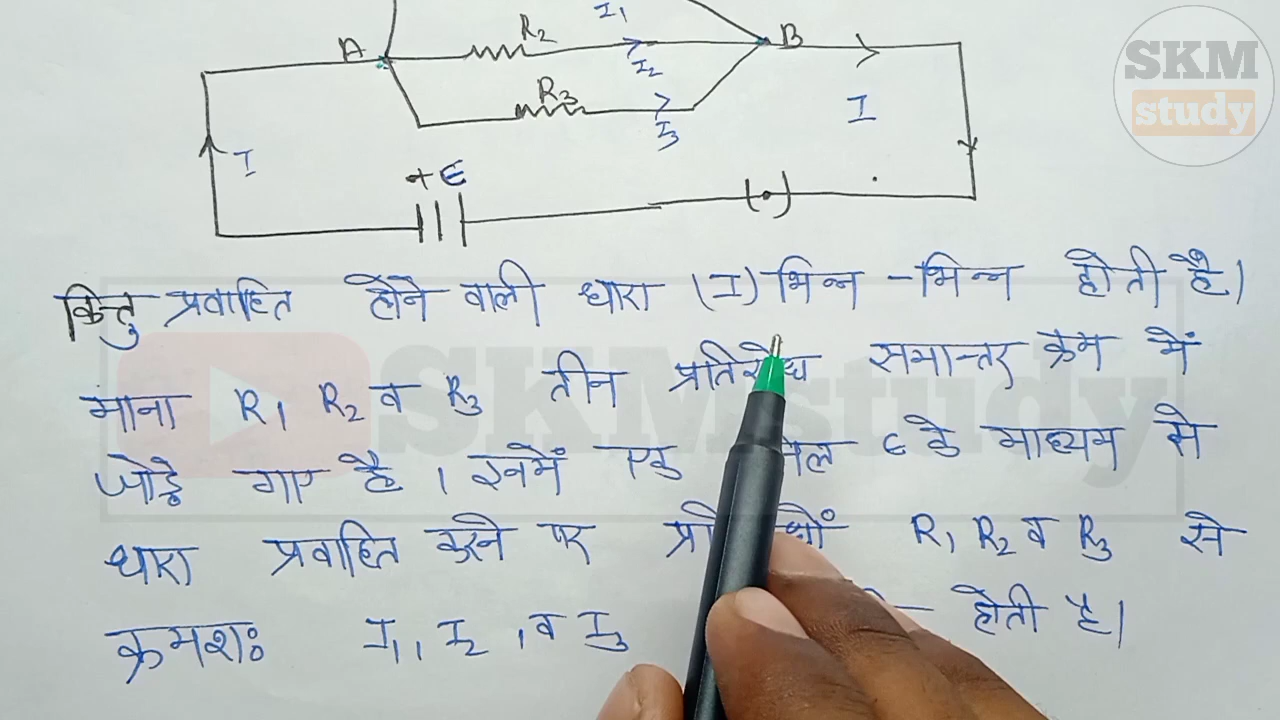 I1
R2
A
B
I2
R3
I3
I
I
+ E
SKM
study
किन्तु प्रवाहित होने वाली धारा (I) भिन्न - भिन्न होती है।
माना R1 R2 व R3 तीन प्रतिरोध समान्तर क्रम में
जोड़े गए है । इनमें एक E के माध्यम से
धारा प्रवाहित करने पर R1 R2 व R3 से
क्रमशः I1, I2, व I3 होती है।
SKMstudy